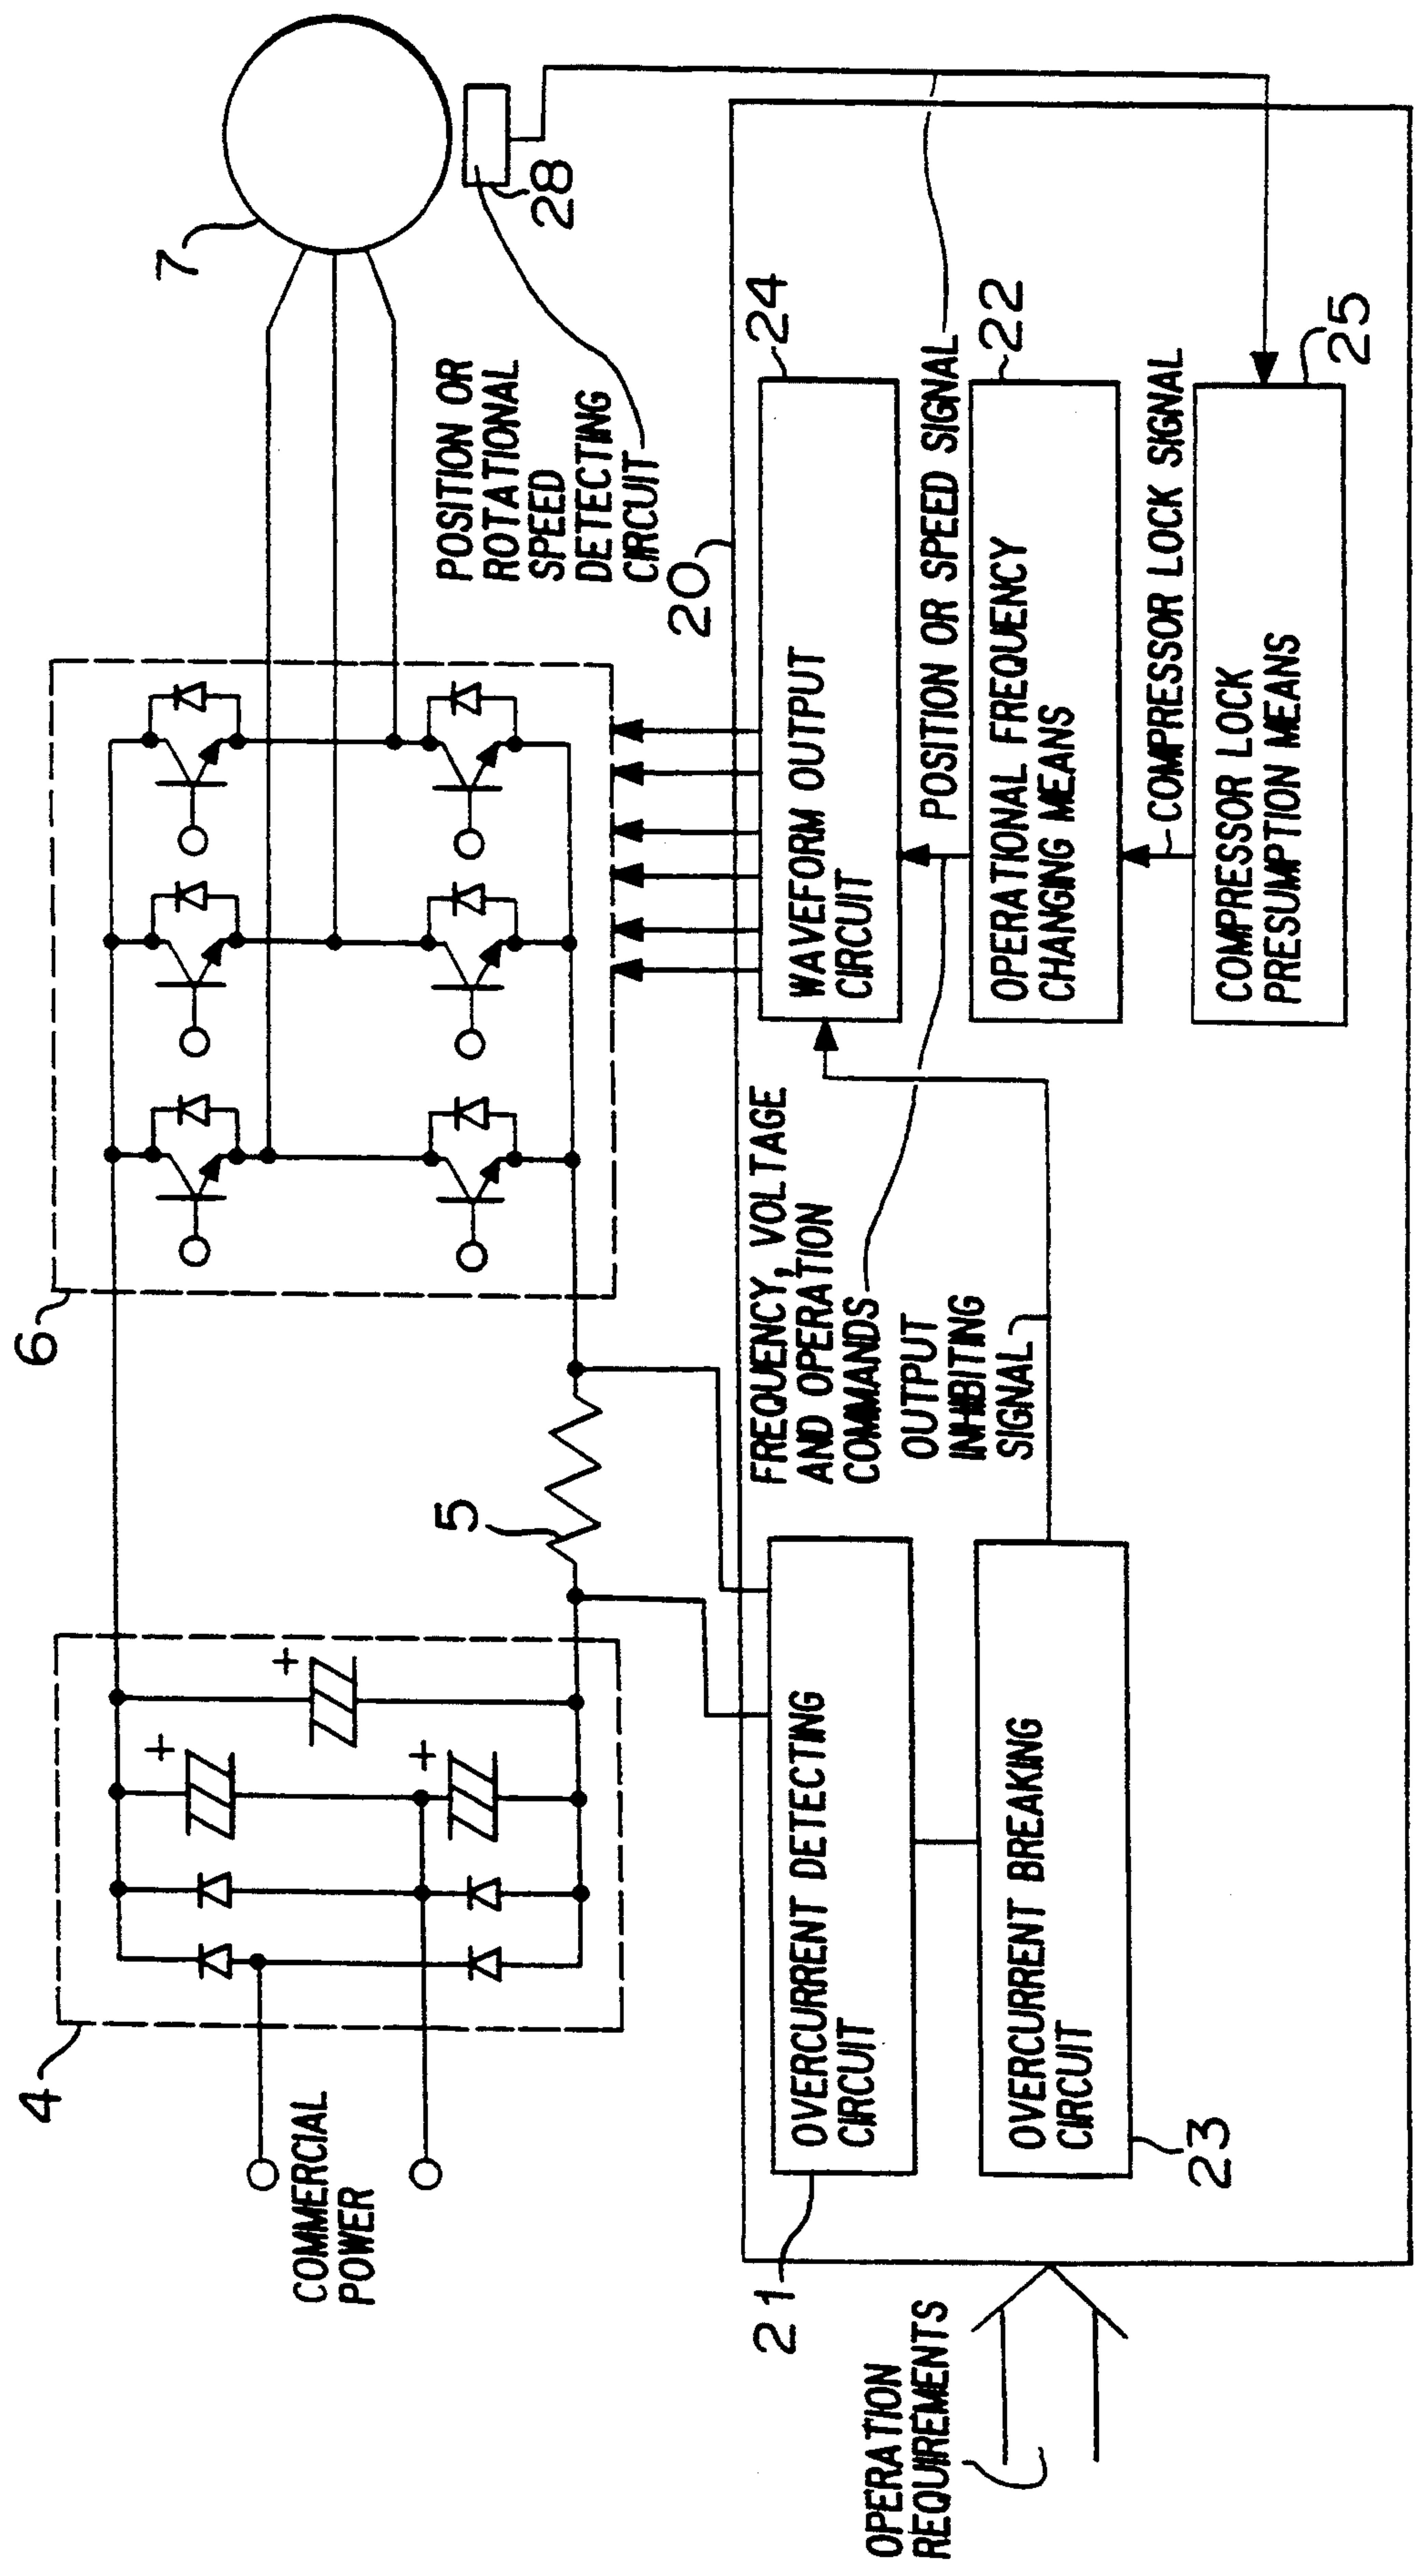 4
COMMERCIAL
POWER
+
+
+
5
6
7
28
POSITION OR
ROTATIONAL
SPEED
DETECTING
CIRCUIT
20
OPERATION
REQUIREMENTS
21
OVERCURRENT DETECTING
CIRCUIT
OVERCURRENT BREAKING
CIRCUIT
23
FREQUENCY, VOLTAGE
AND OPERATION
COMMANDS
OUTPUT
INHIBITING
SIGNAL
WAVEFORM OUTPUT
CIRCUIT
24
POSITION OR SPEED SIGNAL
OPERATIONAL FREQUENCY
CHANGING MEANS
22
COMPRESSOR LOCK SIGNAL
COMPRESSOR LOCK
PRESUMPTION MEANS
25